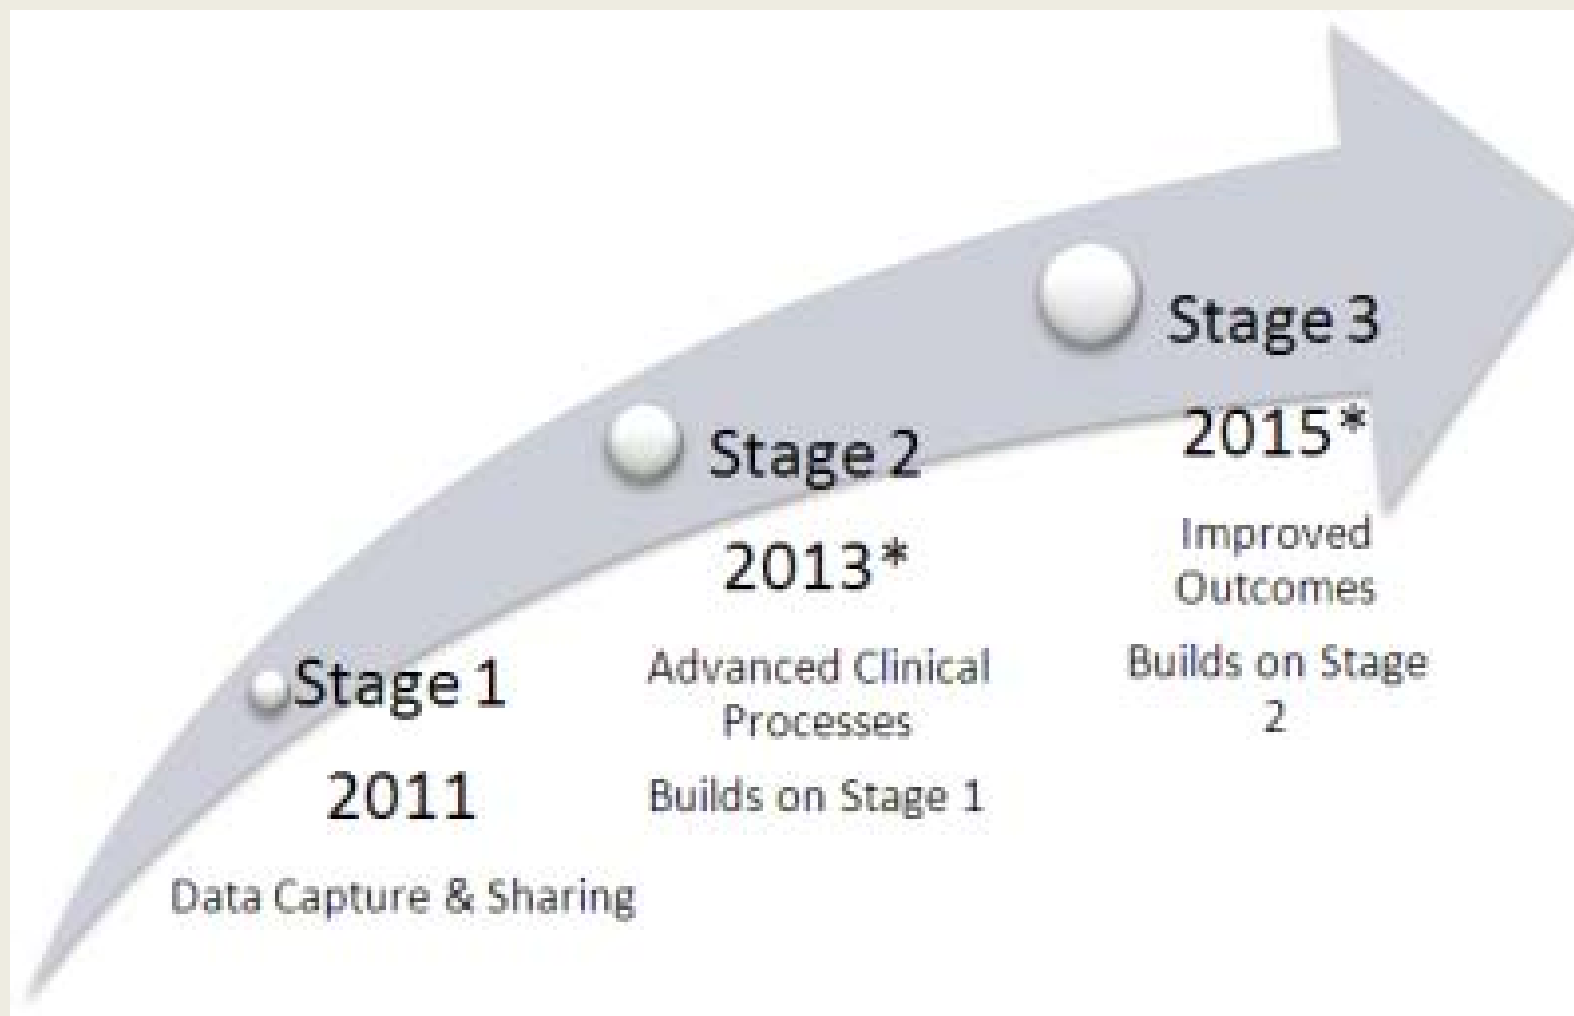 Stage 1
2011
Data Capture & Sharing
Stage 2
2013*
Advanced Clinical
Processes
Builds on Stage 1
Stage 3
2015*
Improved
Outcomes
Builds on Stage
2